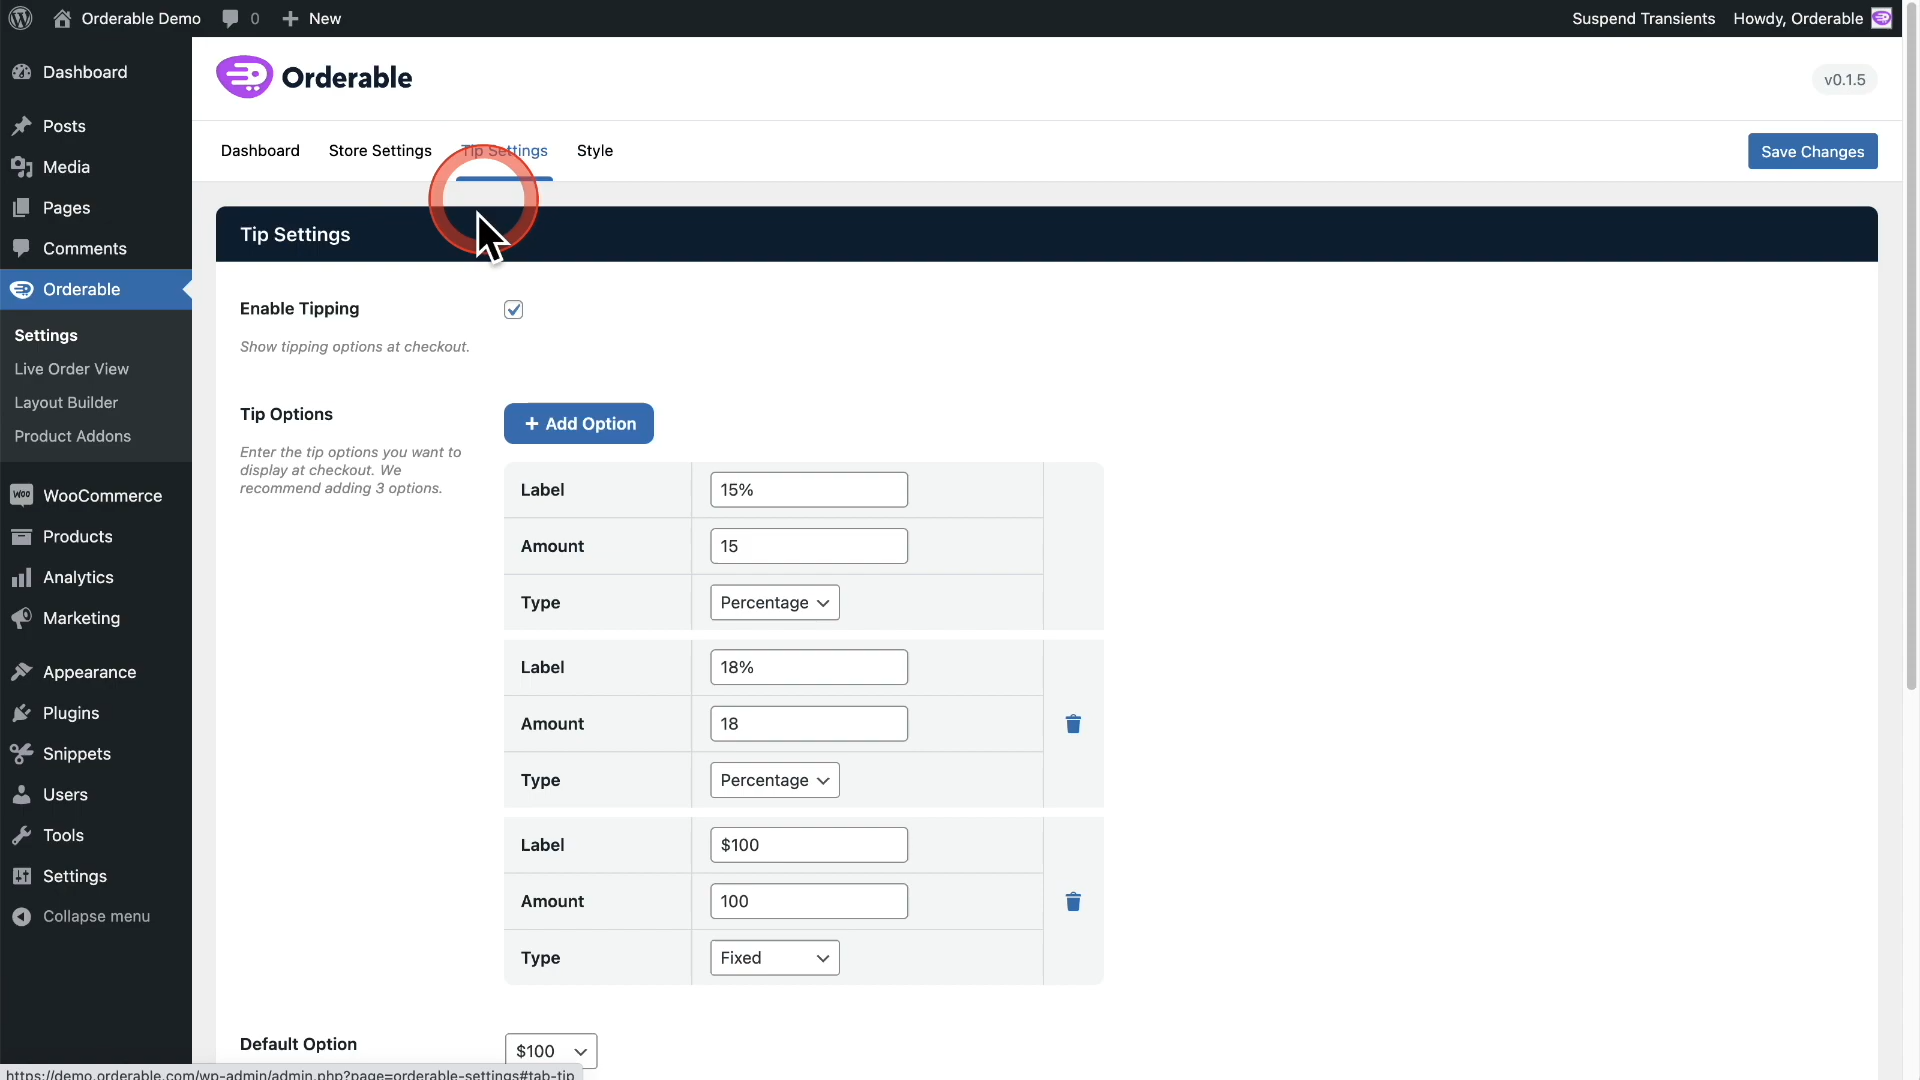 Orderable Demo 0 New Suspend Transients Howdy, Orderable
Dashboard
Posts
Media
Pages
Comments
Orderable
Settings
Live Order View
Layout Builder
Product Addons
WooCommerce
Products
Analytics
Marketing
Appearance
Plugins
Snippets
Users
Tools
Settings
Collapse menu
Orderable v0.1.5
Dashboard Store Settings Tip Settings Style Save Changes
Tip Settings
Enable Tipping
Show tipping options at checkout.
Tip Options
Enter the tip options you want to
display at checkout. We
recommend adding 3 options.
+ Add Option
Label 15%
Amount 15
Type Percentage
Label 18%
Amount 18
Type Percentage
Label $100
Amount 100
Type Fixed
Default Option $100
https://demo.orderable.com/wp-admin/admin.php?page=orderable-settings#tab-tip